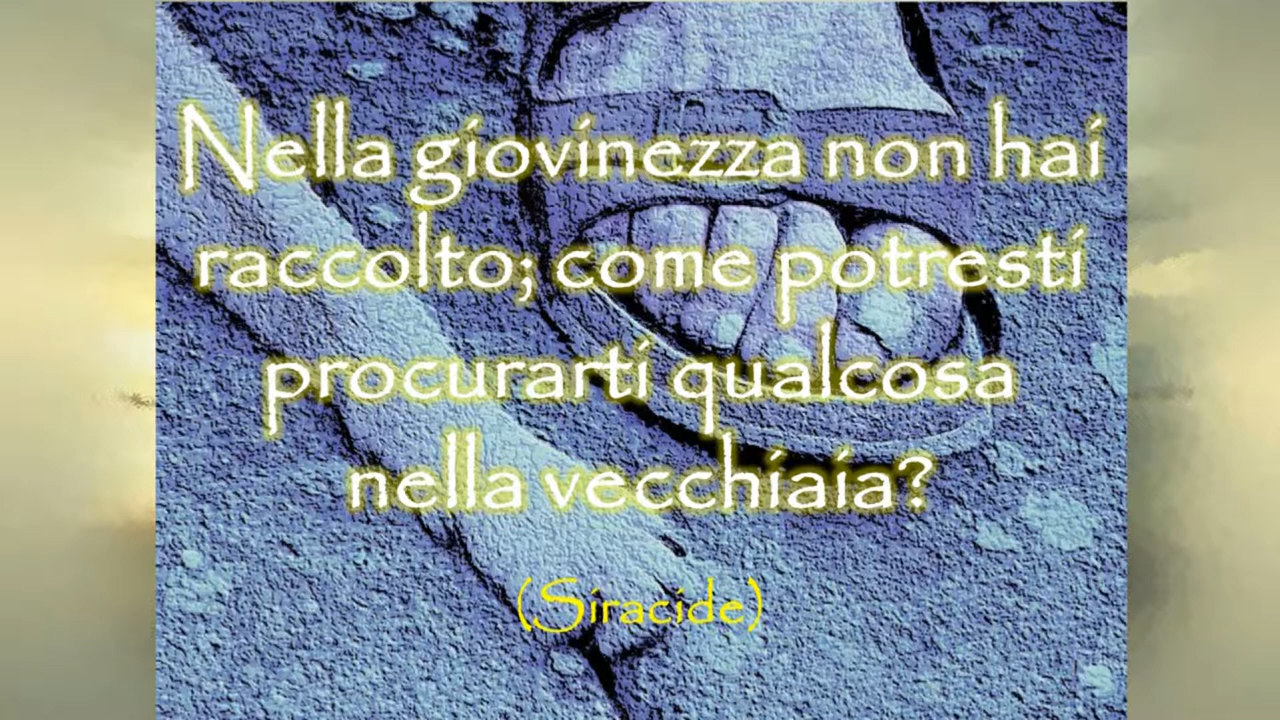 Nella giovinezza non hai
raccolto; come potresti
procurarti qualcosa
nella vecchiaia?
(Siracide)